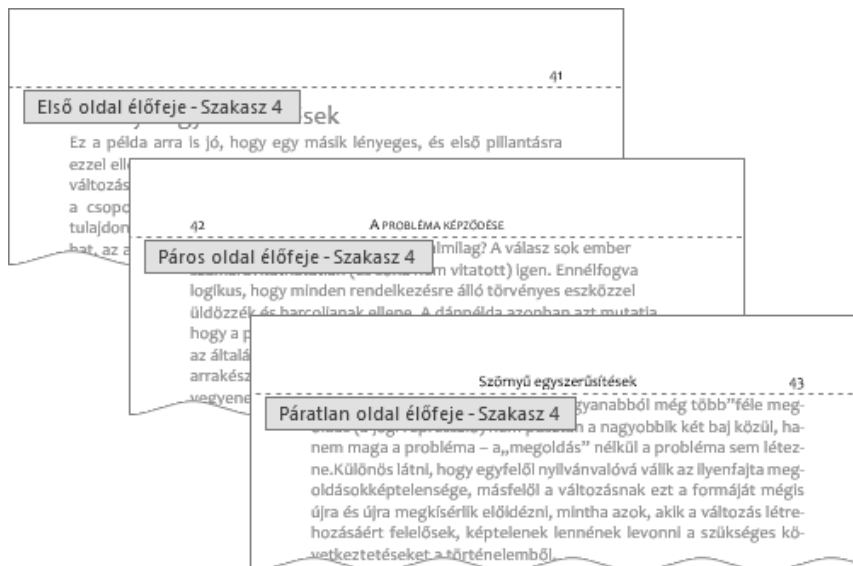 41
Első oldal élőfeje - Szakasz 4
sek
Ez a példa arra is jó, hogy egy másik lényeges, és első pillantásra
ezzel
változás
a
hat, az a
42 A PROBLÉMA KÉPZŐDÉSE
Páros oldal élőfeje - Szakasz 4
lmilag? A válasz sok ember
vitatott) igen. Ennélfogva
logikus, hogy minden rendelkezésre álló törvényes eszközzel
üldözzék és harcoljanak ellene. A dánpélda azonban azt mutatja
hogy a p
az általá
arrakész
vegyene
Szörnyű egyszerűsítések 43
Páratlan oldal élőfeje - Szakasz 4
gyanabból még több”féle meg-
a nagyobbik két baj közül, ha-
nem maga a probléma – a„megoldás” nélkül a probléma sem létez-
ne.Különös látni, hogy egyfelől nyilvánvalóvá válik az ilyenfajta meg-
oldásokképtelensége, másfelől a változásnak ezt a formáját mégis
újra és újra megkísérlik előidézni, mintha azok, akik a változás létre-
hozásáért felelősek, képtelenek lennének levonni a szükséges kö-
vetkeztetéseket a történelemből.